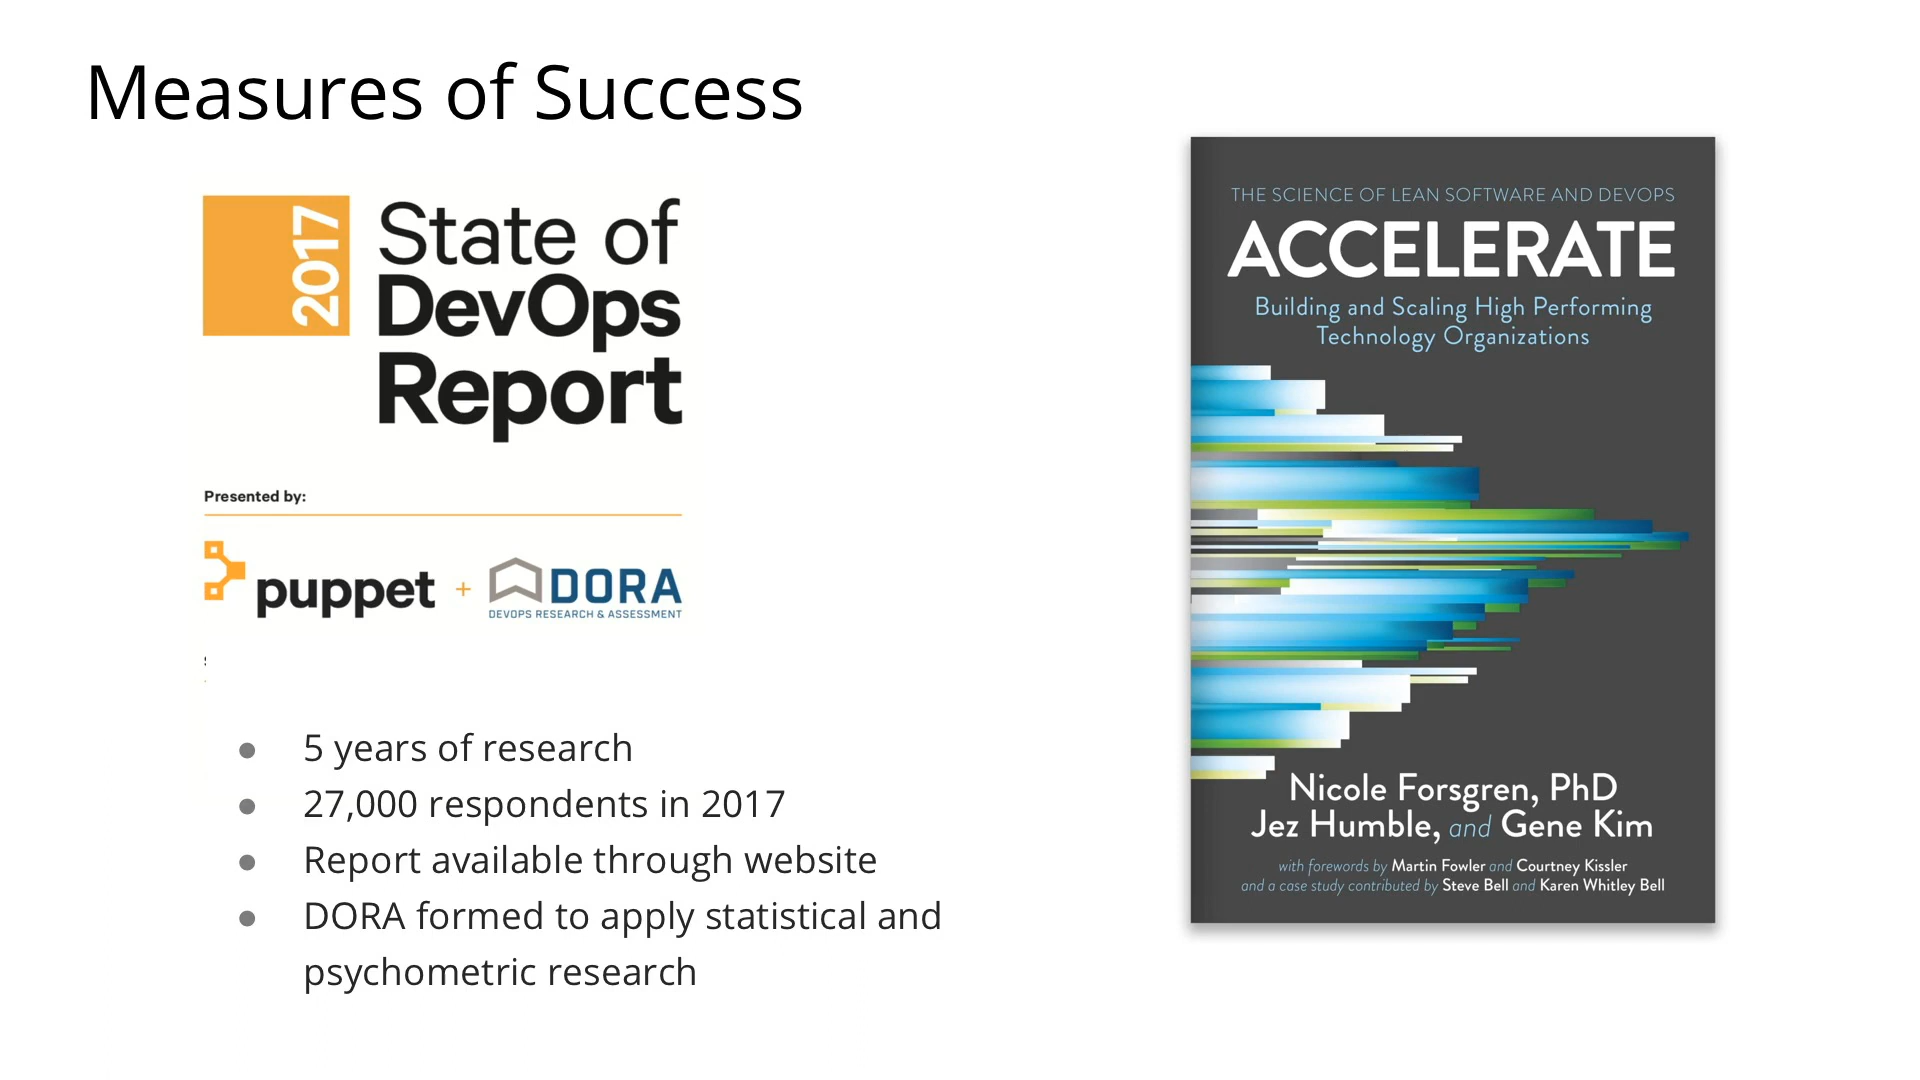 Measures of Success
2017
State of
DevOps
Report
Presented by:
puppet + DORA
DEVOPS RESEARCH & ASSESSMENT
● 5 years of research
● 27,000 respondents in 2017
● Report available through website
● DORA formed to apply statistical and
psychometric research
THE SCIENCE OF LEAN SOFTWARE AND DEVOPS
ACCELERATE
Building and Scaling High Performing
Technology Organizations
Nicole Forsgren, PhD
Jez Humble, and Gene Kim
with forewords by Martin Fowler and Courtney Kissler
and a case study contributed by Steve Bell and Karen Whitley Bell